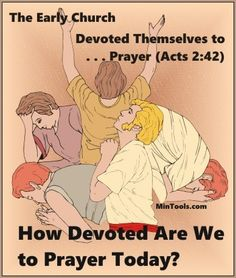 The Early Church
Devoted Themselves to
. . . Prayer (Acts 2:42)
MinTools.com
How Devoted Are We
to Prayer Today?